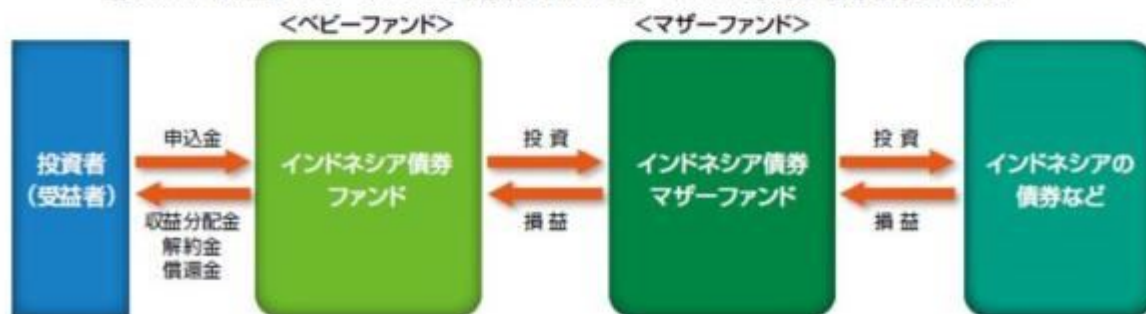 <ベビーファンド>
<マザーファンド>
投資者
(受益者)
申込金
収益分配金
解約金
償還金
インドネシア債券
ファンド
投資
損益
インドネシア債券
マザーファンド
投資
損益
インドネシアの
債券など